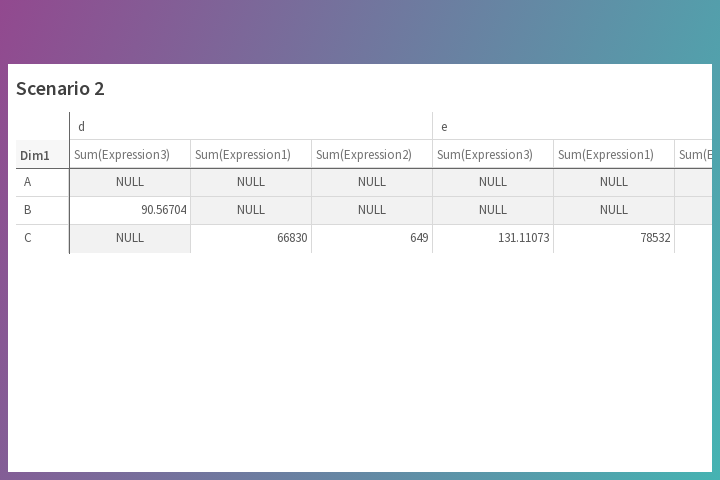 Scenario 2
d e
Dim1 Sum(Expression3) Sum(Expression1) Sum(Expression2) Sum(Expression3) Sum(Expression1) Sum(E
A NULL NULL NULL NULL NULL
B 90.56704 NULL NULL NULL NULL
C NULL 66830 649 131.11073 78532